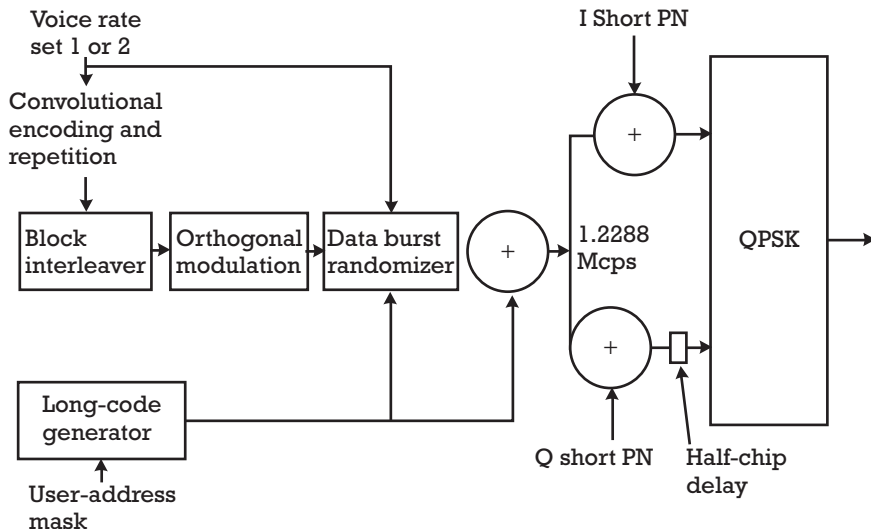 Voice rate
set 1 or 2
I Short PN
Convolutional
encoding and
repetition
+
Block
interleaver
Orthogonal
modulation
Data burst
randomizer
+
1.2288
Mcps
QPSK
+
Long-code
generator
Q short PN
Half-chip
delay
User-address
mask